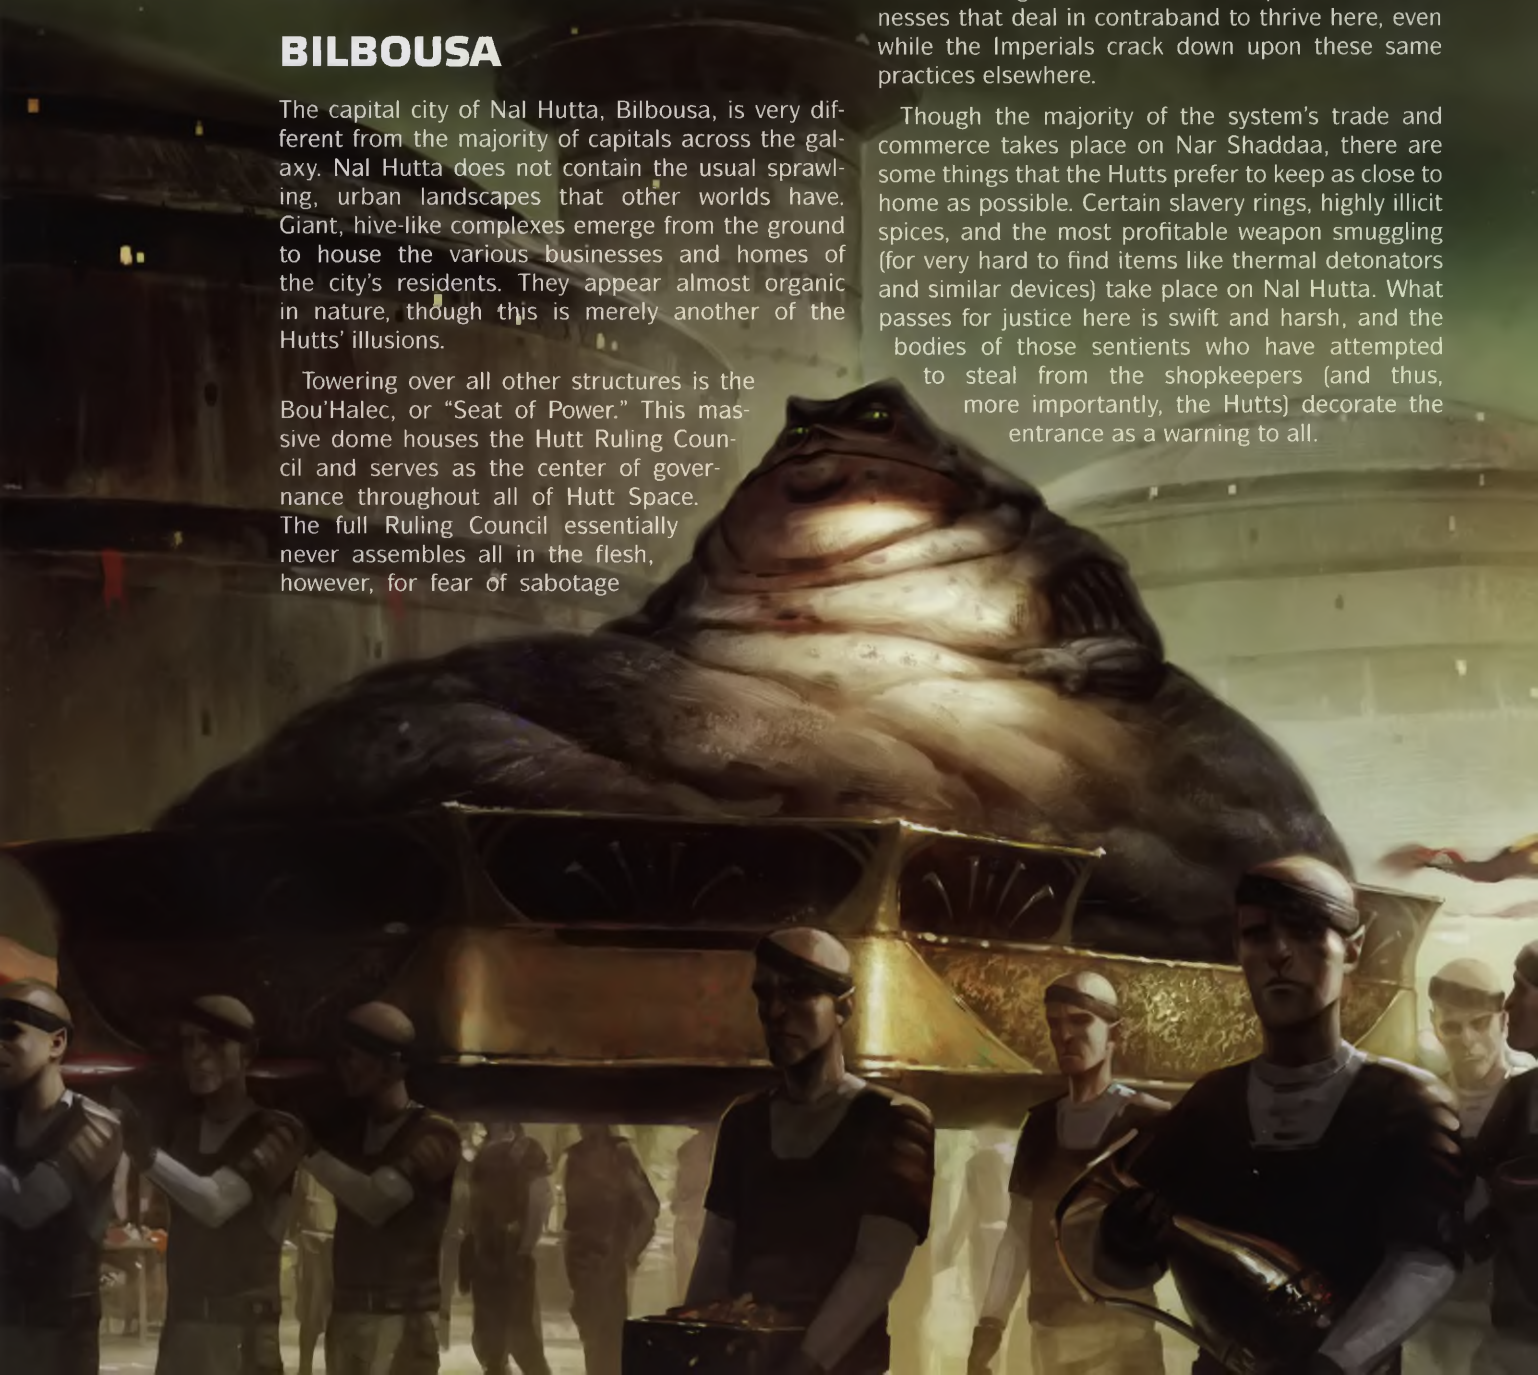 BILBOUSA
The capital city of Nal Hutta, Bilbousa, is very dif-
ferent from the majority of capitals across the gal-
axy. Nal Hutta does not contain the usual sprawl-
ing, urban landscapes that other worlds have.
Giant, hive-like complexes emerge from the ground
to house the various businesses and homes of
the city's residents. They appear almost organic
in nature, though this is merely another of the
Hutts' illusions.
Towering over all other structures is the
Bou'Halec, or “Seat of Power.” This mas-
sive dome houses the Hutt Ruling Coun-
cil and serves as the center of gover-
nance throughout all of Hutt Space.
The full Ruling Council essentially
never assembles all in the flesh,
however, for fear of sabotage
nesses that deal in contraband to thrive here, even
while the Imperials crack down upon these same
practices elsewhere.
Though the majority of the system's trade and
commerce takes place on Nar Shaddaa, there are
some things that the Hutts prefer to keep as close to
home as possible. Certain slavery rings, highly illicit
spices, and the most profitable weapon smuggling
(for very hard to find items like thermal detonators
and similar devices) take place on Nal Hutta. What
passes for justice here is swift and harsh, and the
bodies of those sentients who have attempted
to steal from the shopkeepers (and thus,
more importantly, the Hutts) decorate the
entrance as a warning to all.